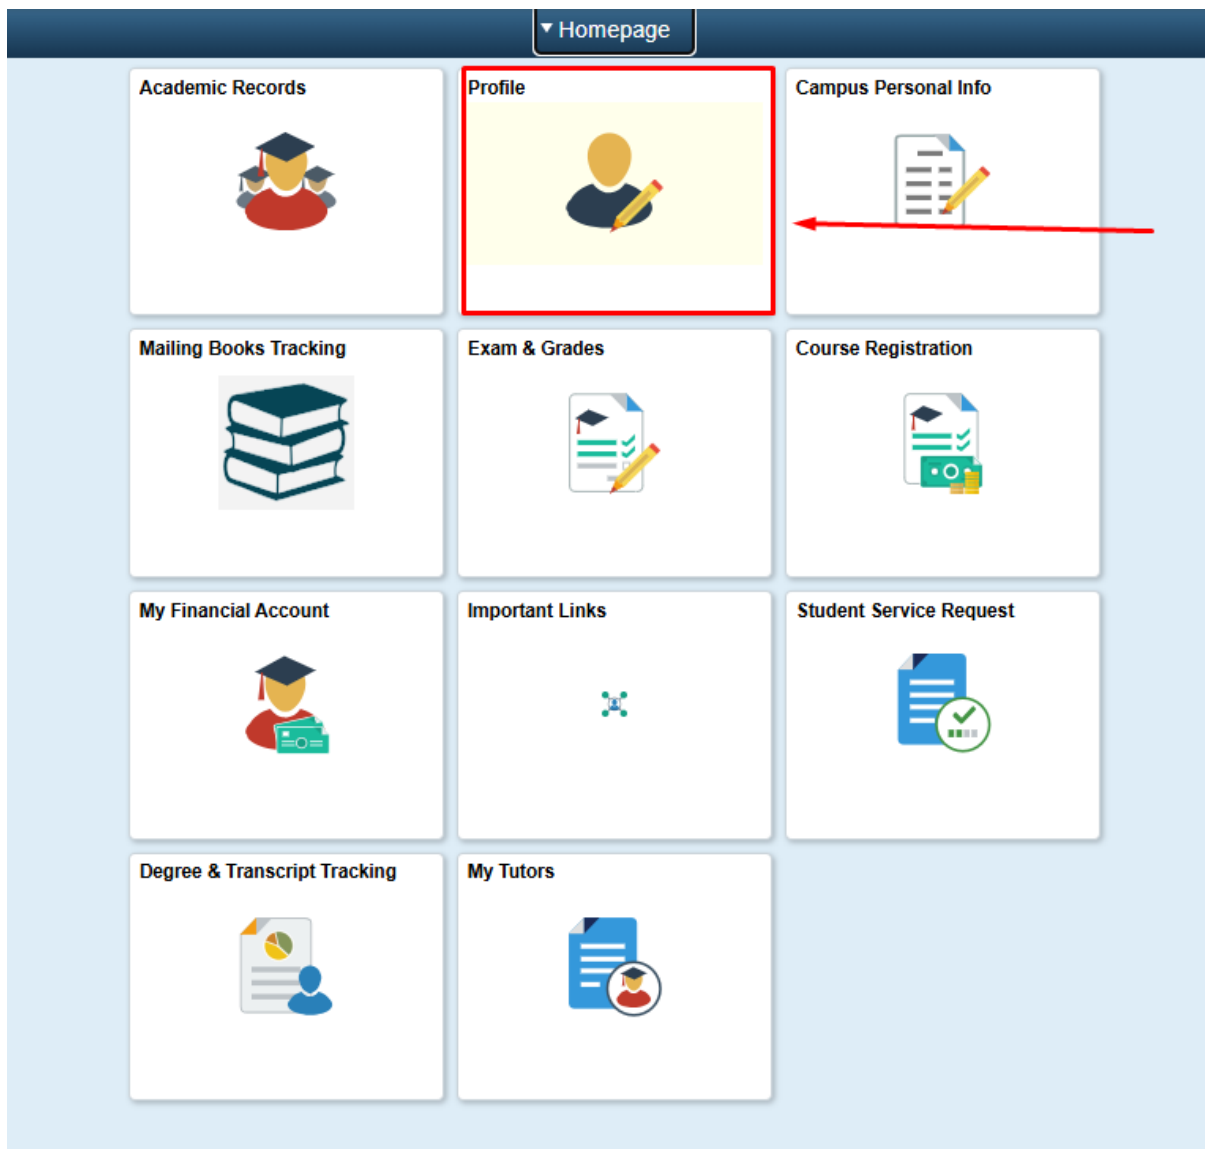 Homepage
Academic Records
Profile
Campus Personal Info
Mailing Books Tracking
Exam & Grades
Course Registration
My Financial Account
Important Links
Student Service Request
Degree & Transcript Tracking
My Tutors